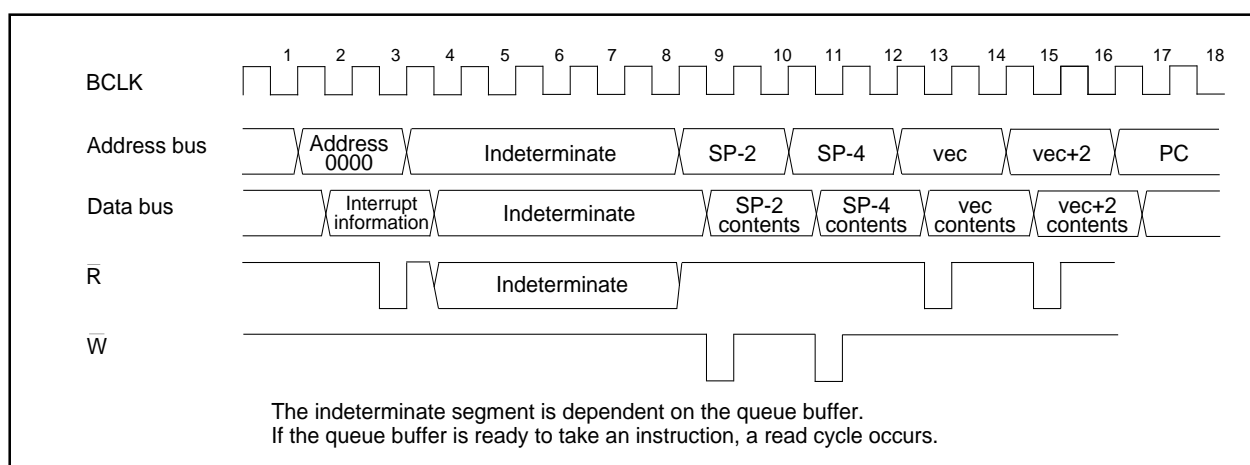 1 2 3 4 5 6 7 8 9 10 11 12 13 14 15 16 17 18
BCLK
Address bus
Address
0000
Indeterminate
SP-2
SP-4
vec
vec+2
PC
Data bus
Interrupt
information
Indeterminate
SP-2
contents
SP-4
contents
vec
contents
vec+2
contents
R̅
Indeterminate
W̅
The indeterminate segment is dependent on the queue buffer.
If the queue buffer is ready to take an instruction, a read cycle occurs.